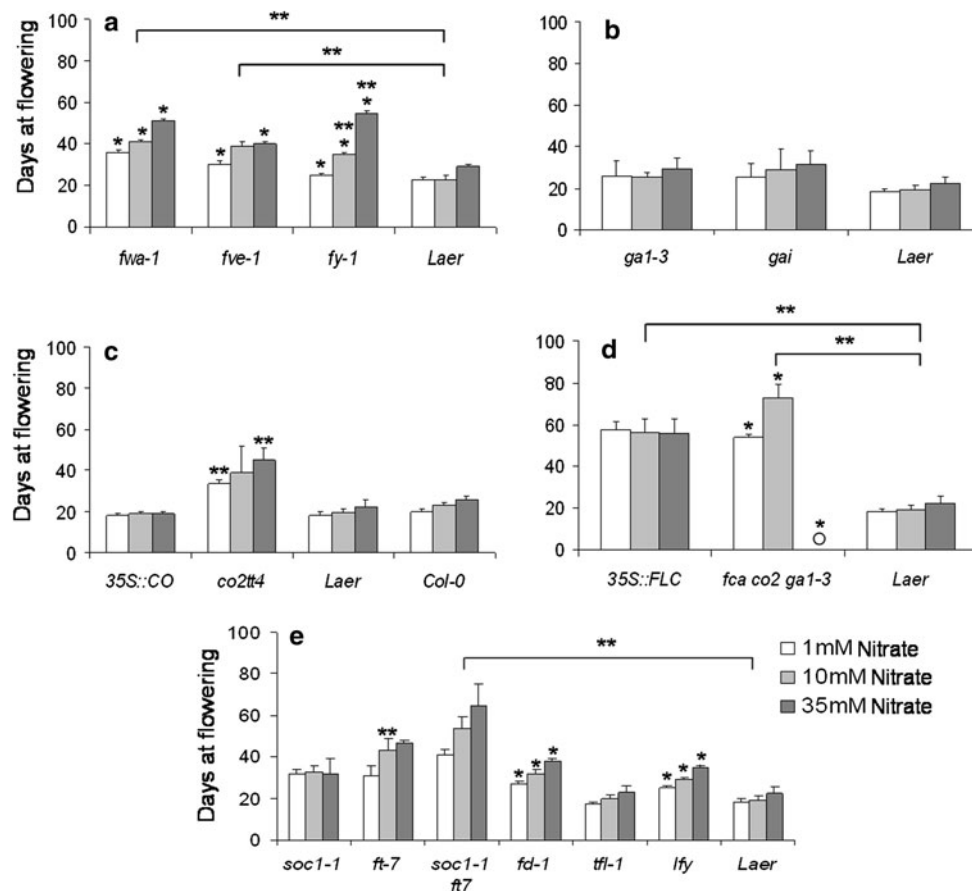 a
**
**
Days at flowering
100
80
60
40
20
0
* * *
* *
* ** * ** *
fwa-1 fve-1 fy-1 Laer
b
100
80
60
40
20
0
ga1-3 gai Laer
c
Days at flowering
100
80
60
40
20
0
** **
35S::CO co2tt4 Laer Col-0
d
**
**
100
80
60
40
20
0
* * *
35S::FLC fca co2 ga1-3 Laer
e
**
Days at flowering
100
80
60
40
20
0
**
* * *
* * *
soc1-1 ft-7 soc1-1 ft7 fd-1 tfl-1 lfy Laer
1mM Nitrate
10mM Nitrate
35mM Nitrate